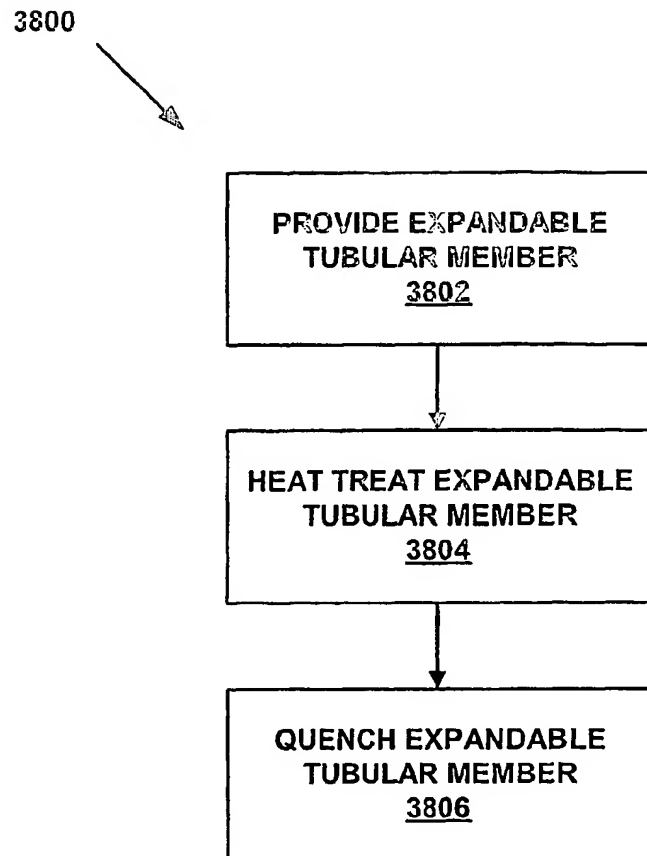 3800
PROVIDE EXPANDABLE
TUBULAR MEMBER
3802
HEAT TREAT EXPANDABLE
TUBULAR MEMBER
3804
QUENCH EXPANDABLE
TUBULAR MEMBER
3806